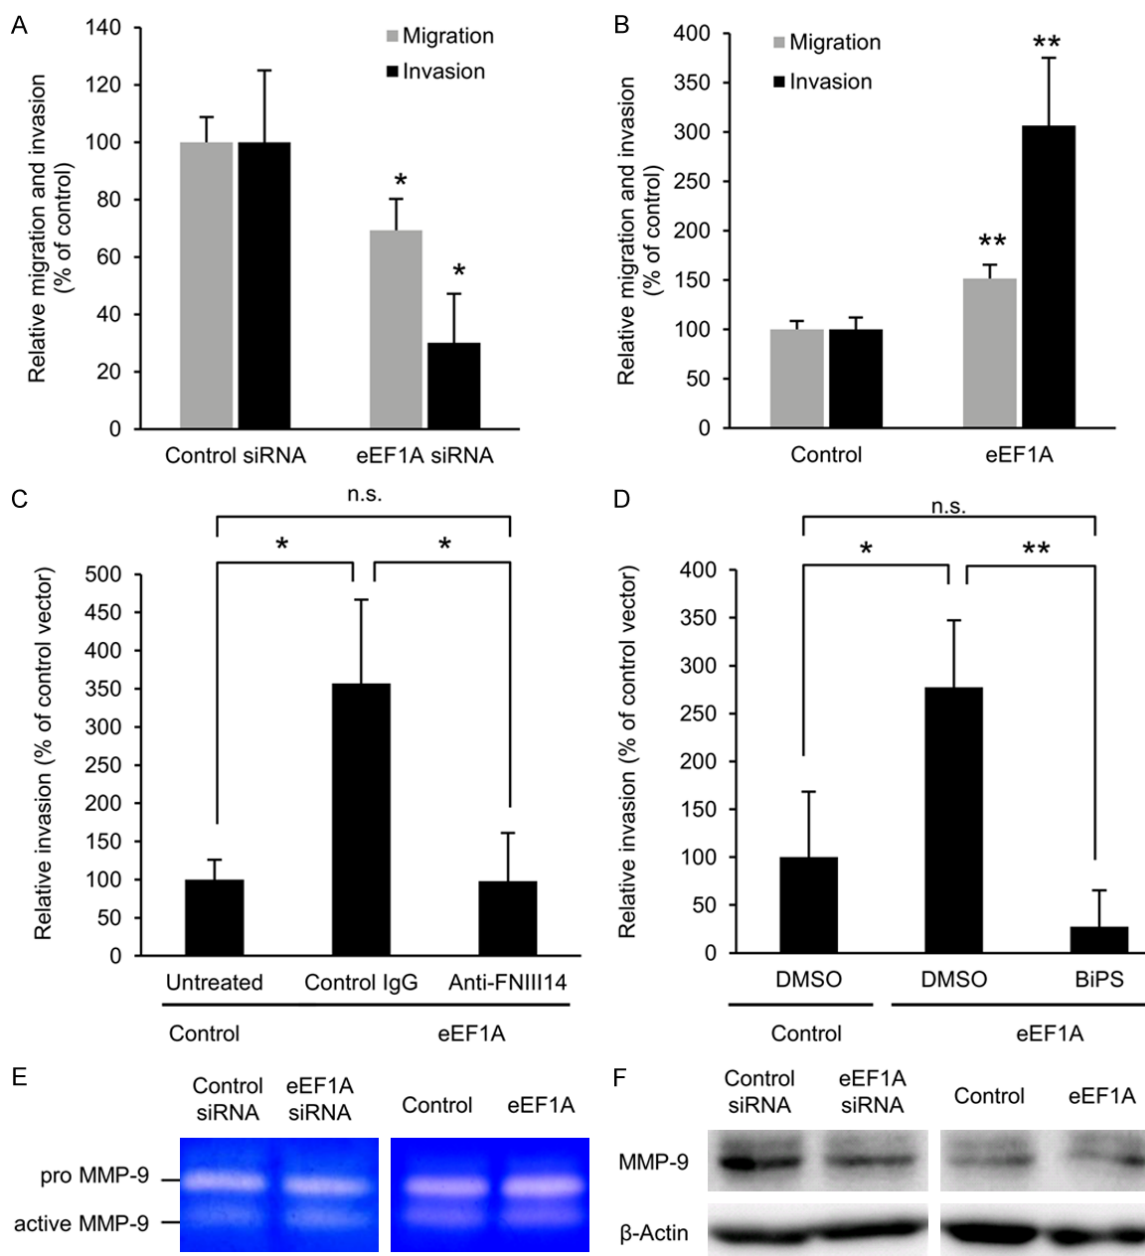 A
140
120
100
80
60
40
20
0
Relative migration and invasion
(% of control)
Migration
Invasion
*
*
Control siRNA
eEF1A siRNA
B
400
350
300
250
200
150
100
50
0
Relative migration and invasion
(% of control)
Migration
Invasion
**
**
Control
eEF1A
C
n.s.
*
*
500
450
400
350
300
250
200
150
100
50
0
Relative invasion (% of control vector)
Untreated
Control IgG
Anti-FNIII14
Control
eEF1A
D
n.s.
*
**
400
350
300
250
200
150
100
50
0
Relative invasion (% of control vector)
DMSO
DMSO
BiPS
Control
eEF1A
E
Control
siRNA
eEF1A
siRNA
Control
eEF1A
pro MMP-9
active MMP-9
F
Control
siRNA
eEF1A
siRNA
Control
eEF1A
MMP-9
β-Actin